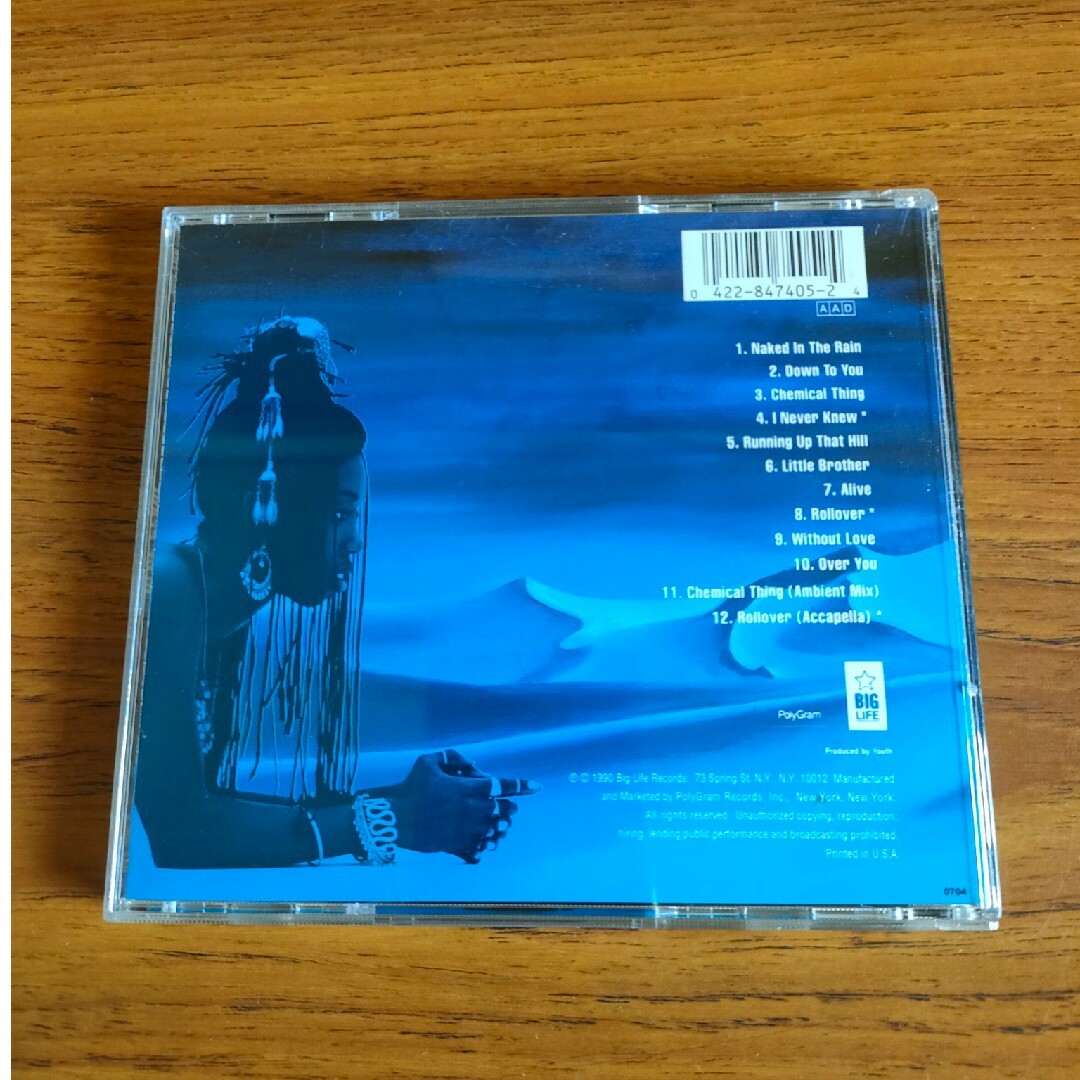 0 422-847405-2 4
AAD
1. Naked In The Rain
2. Down To You
3. Chemical Thing
4. I Never Knew *
5. Running Up That Hill
6. Little Brother
7. Alive
8. Rollover *
9. Without Love
10. Over You
11. Chemical Thing (Ambient Mix)
12. Rollover (Accapella) *
PolyGram
BIG
LIFE
Produced by Youth
℗ © 1990 Big Life Records. 73 Spring St. N.Y., N.Y. 10012. Manufactured
and Marketed by PolyGram Records, Inc., New York, New York.
All rights reserved. Unauthorized copying, reproduction,
hiring, lending public performance and broadcasting prohibited.
Printed in U.S.A.
0704